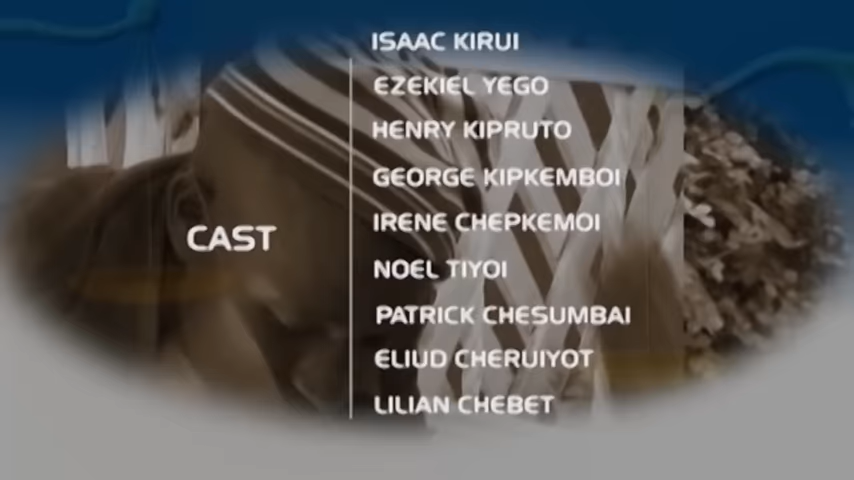 CAST
ISAAC KIRUI
EZEKIEL YEGO
HENRY KIPRUTO
GEORGE KIPKEMBOI
IRENE CHEPKEMOI
NOEL TIYOI
PATRICK CHESUMBAI
ELIUD CHERUIYOT
LILIAN CHEBET